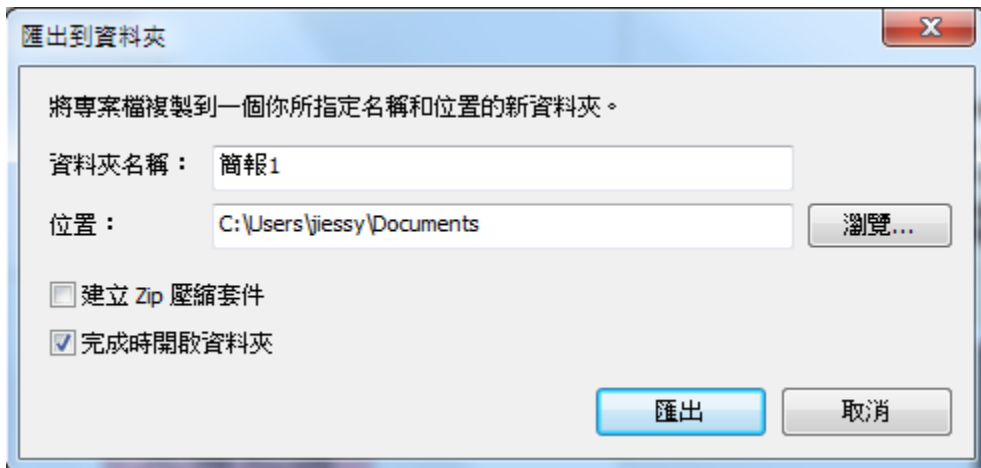 匯出到資料夾
將專案檔複製到一個你所指定名稱和位置的新資料夾。
資料夾名稱：
簡報1
位置：
C:\Users\jiessy\Documents
瀏覽...
建立 Zip 壓縮套件
完成時開啟資料夾
匯出
取消